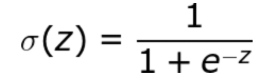 σ(z) = 1 / (1 + e^{-z})